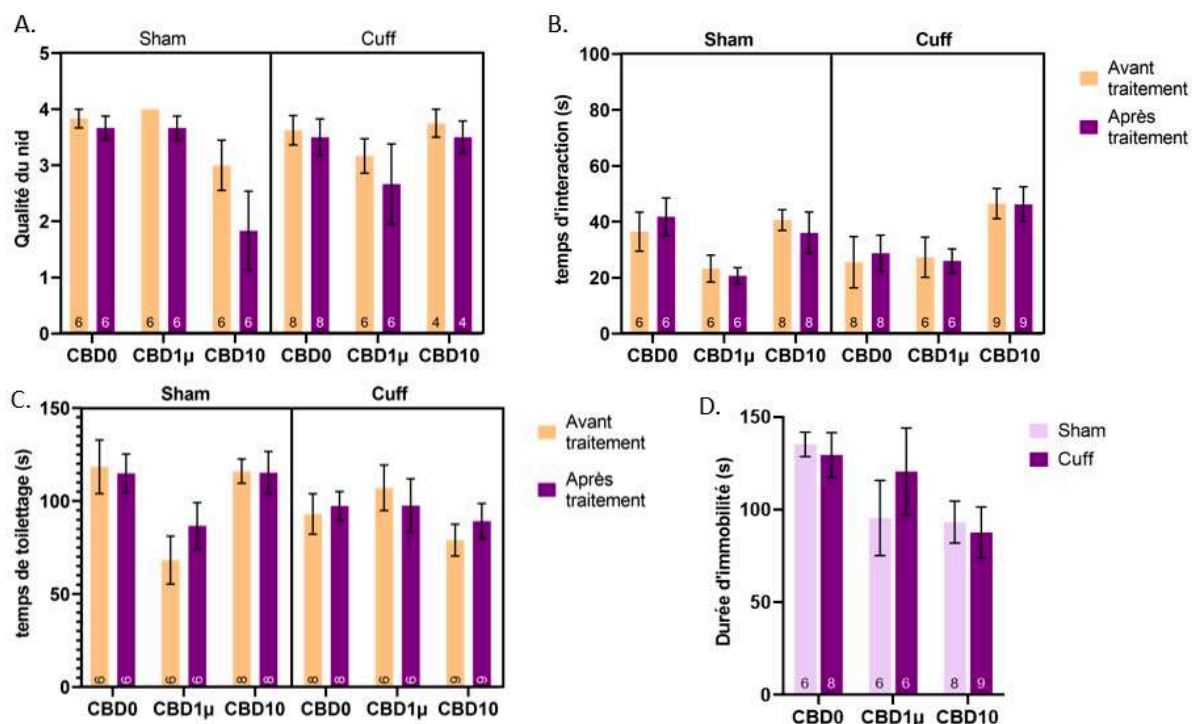 A.
Sham Cuff
5
4
3
2
1
0
Qualité du nid
6 6 6 6 6 6 8 8 6 6 4 4
CBD0 CBD1µ CBD10 CBD0 CBD1µ CBD10
B.
Sham Cuff
100
80
60
40
20
0
temps d'interaction (s)
6 6 6 6 8 8 8 8 6 6 9 9
CBD0 CBD1µ CBD10 CBD0 CBD1µ CBD10
Avant
traitement
Après
traitement
C.
Sham Cuff
150
100
50
0
temps de toilettage (s)
6 6 6 6 8 8 8 8 6 6 9 9
CBD0 CBD1µ CBD10 CBD0 CBD1µ CBD10
Avant
traitement
Après
traitement
D.
150
100
50
0
Durée d'immobilité (s)
6 8 6 6 8 9
CBD0 CBD1µ CBD10
Sham
Cuff